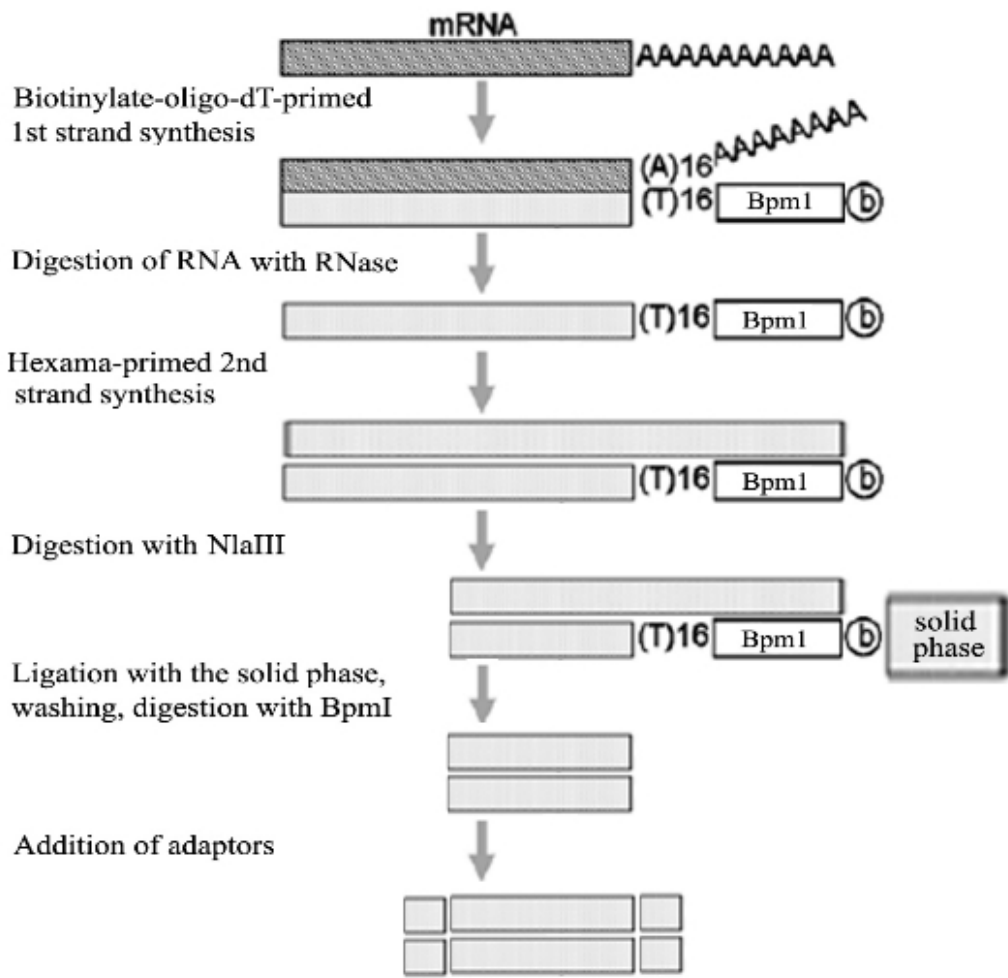 mRNA
AAAAAAAAAA
Biotinylate-oligo-dT-primed
1st strand synthesis
(A)16AAAAAAAA
(T)16 Bpm1 b
Digestion of RNA with RNase
(T)16 Bpm1 b
Hexama-primed 2nd
strand synthesis
(T)16 Bpm1 b
Digestion with NlaIII
(T)16 Bpm1 b
solid
phase
Ligation with the solid phase,
washing, digestion with BpmI
Addition of adaptors